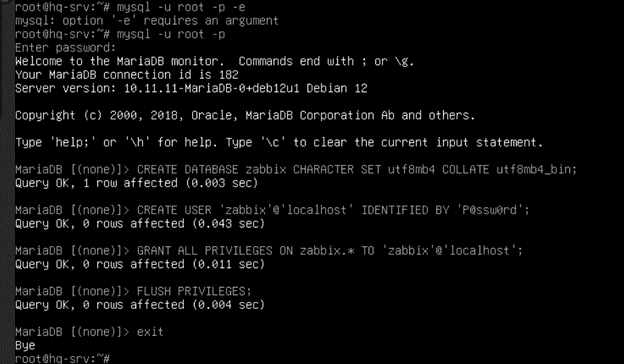 root@hq-srv:~# mysql -u root -p -e
mysql: option '-e' requires an argument
root@hq-srv:~# mysql -u root -p
Enter password:
Welcome to the MariaDB monitor.  Commands end with ; or \g.
Your MariaDB connection id is 182
Server version: 10.11.11-MariaDB-0+deb12u1 Debian 12
Copyright (c) 2000, 2018, Oracle, MariaDB Corporation Ab and others.
Type 'help;' or '\h' for help. Type '\c' to clear the current input statement.
MariaDB [(none)]> CREATE DATABASE zabbix CHARACTER SET utf8mb4 COLLATE utf8mb4_bin;
Query OK, 1 row affected (0.003 sec)
MariaDB [(none)]> CREATE USER 'zabbix'@'localhost' IDENTIFIED BY 'P@ssw0rd';
Query OK, 0 rows affected (0.043 sec)
MariaDB [(none)]> GRANT ALL PRIVILEGES ON zabbix.* TO 'zabbix'@'localhost';
Query OK, 0 rows affected (0.011 sec)
MariaDB [(none)]> FLUSH PRIVILEGES;
Query OK, 0 rows affected (0.004 sec)
MariaDB [(none)]> exit
Bye
root@hq-srv:~#